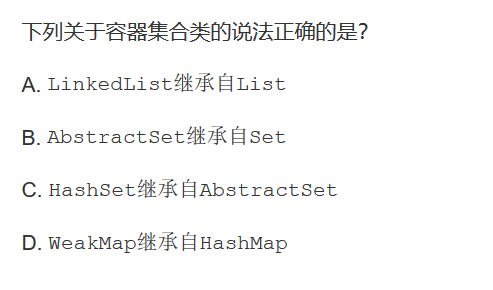 下列关于容器集合类的说法正确的是?
A. LinkedList继承自List
B. AbstractSet继承自Set
C. HashSet继承自AbstractSet
D. WeakMap继承自HashMap